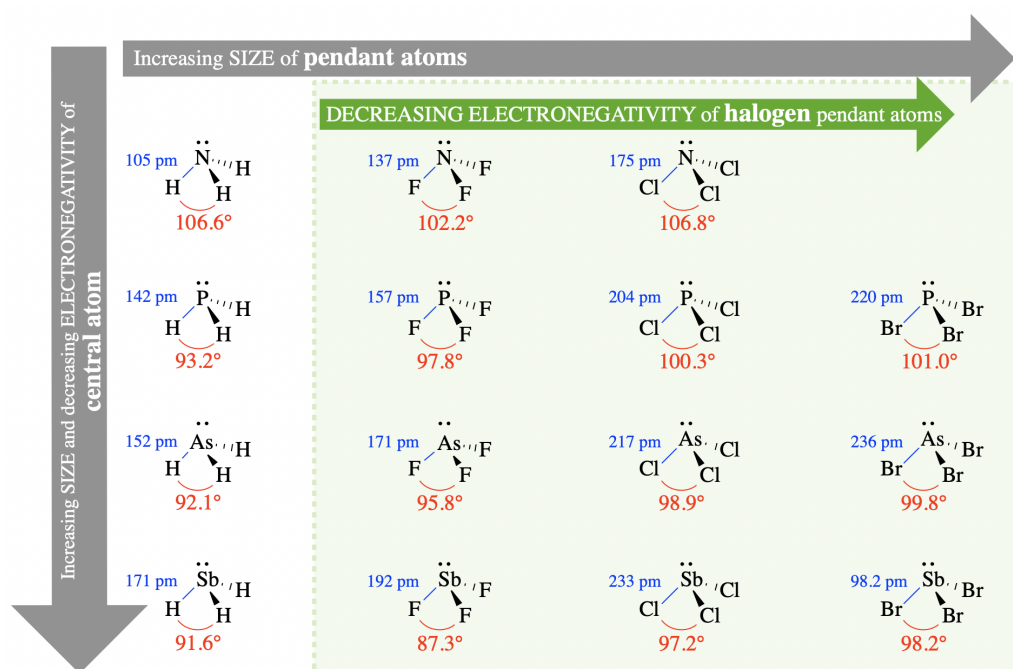 Increasing SIZE of pendant atoms
DECREASING ELECTRONEGATIVITY of halogen pendant atoms
Increasing SIZE and decreasing ELECTRONEGATIVITY of
central atom
105 pm N H H H 106.6°
137 pm N F F F 102.2°
175 pm N Cl Cl Cl 106.8°
142 pm P H H H 93.2°
157 pm P F F F 97.8°
204 pm P Cl Cl Cl 100.3°
220 pm P Br Br Br 101.0°
152 pm As H H H 92.1°
171 pm As F F F 95.8°
217 pm As Cl Cl Cl 98.9°
236 pm As Br Br Br 99.8°
171 pm Sb H H H 91.6°
192 pm Sb F F F 87.3°
233 pm Sb Cl Cl Cl 97.2°
98.2 pm Sb Br Br Br 98.2°